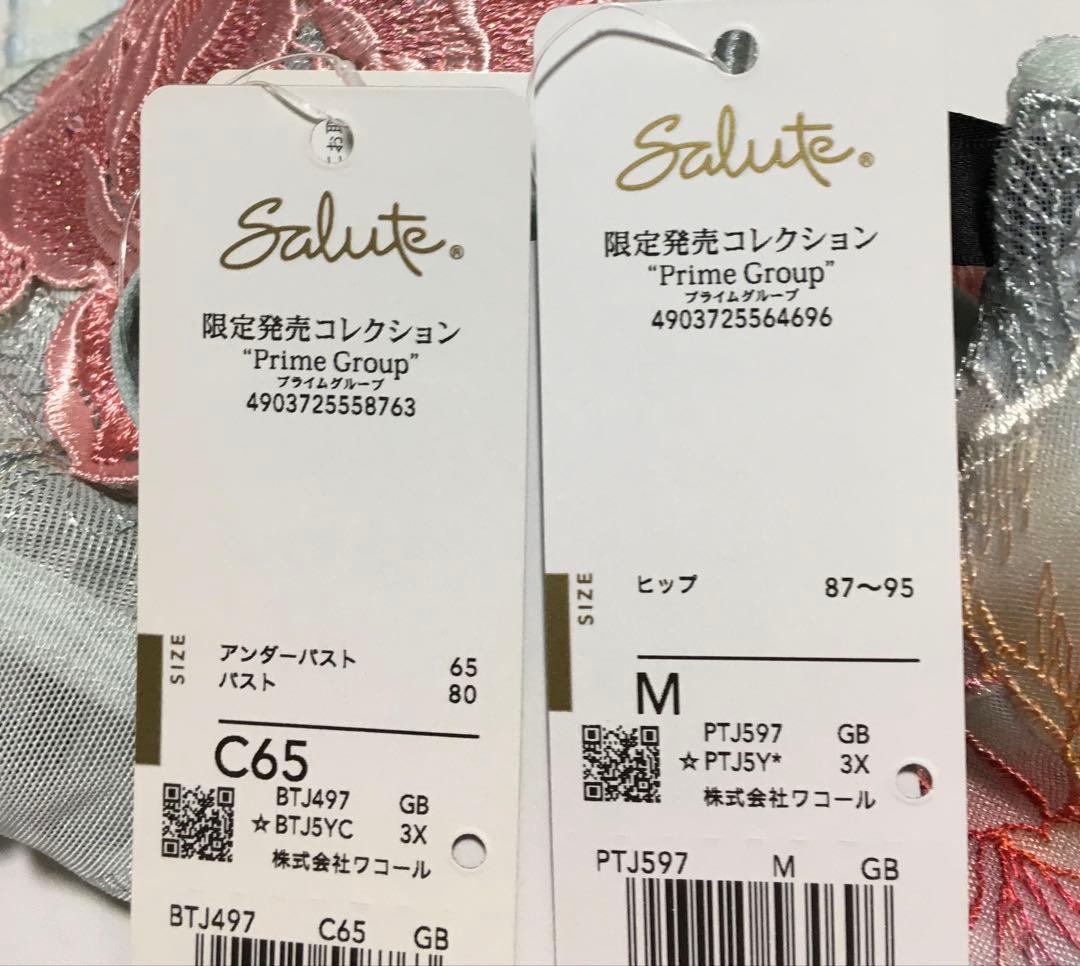 お取
Salute®
限定発売コレクション
“Prime Group”
プライムグループ
4903725558763
SIZE
アンダーバスト 65
バスト 80
C65
BTJ497 GB
☆BTJ5YC 3X
株式会社ワコール
BTJ497 C65 GB
Salute®
限定発売コレクション
“Prime Group”
プライムグループ
4903725564696
SIZE
ヒップ 87〜95
M
PTJ597 GB
☆PTJ5Y* 3X
株式会社ワコール
PTJ597 M GB